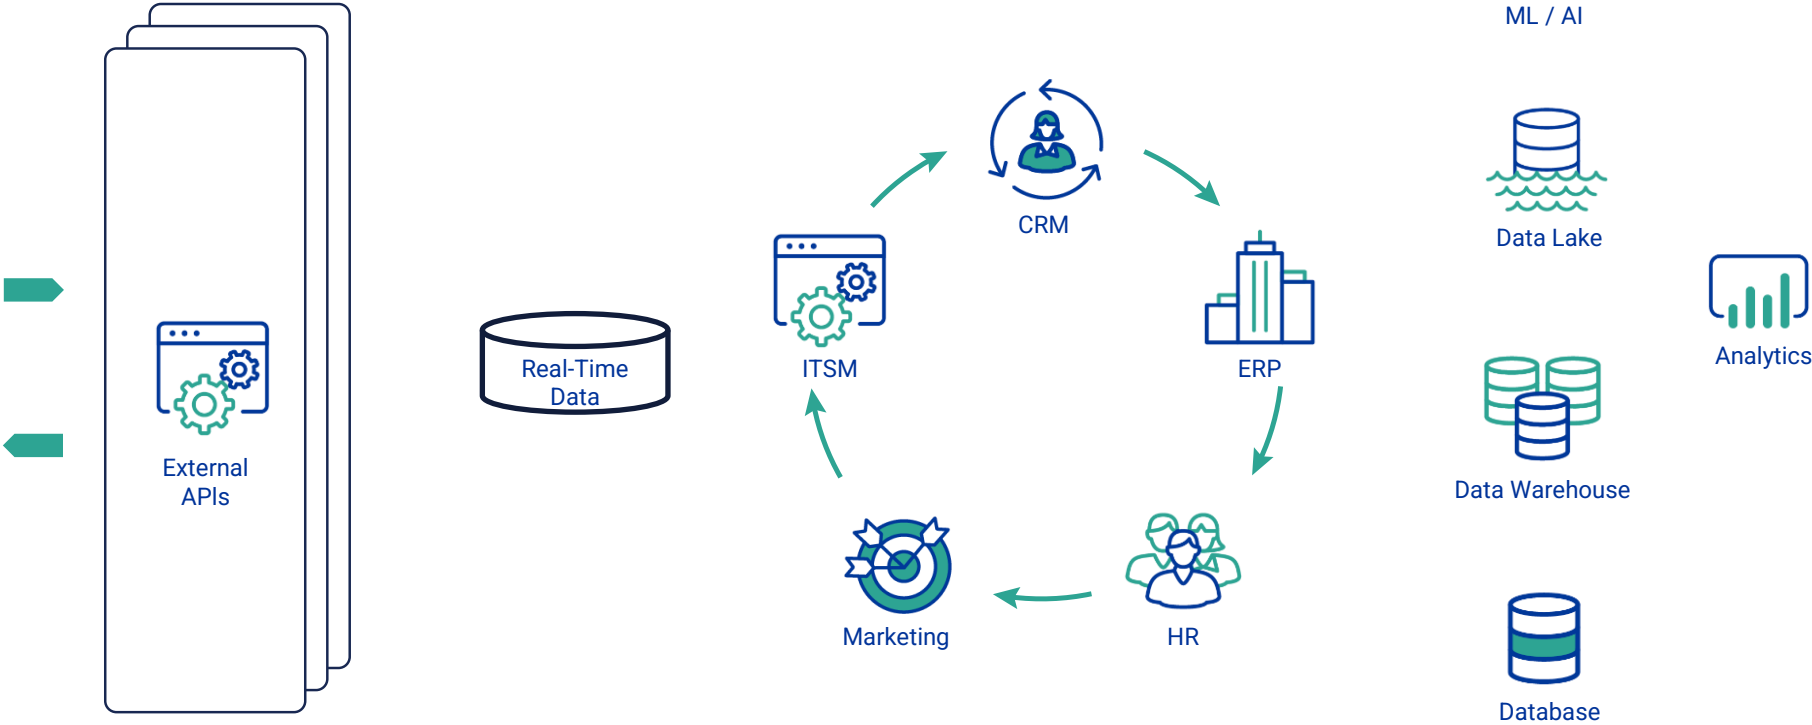 ML / AI
CRM
Data Lake
Real-Time
Data
ITSM
ERP
Analytics
External
APIs
Data Warehouse
Marketing
HR
Database